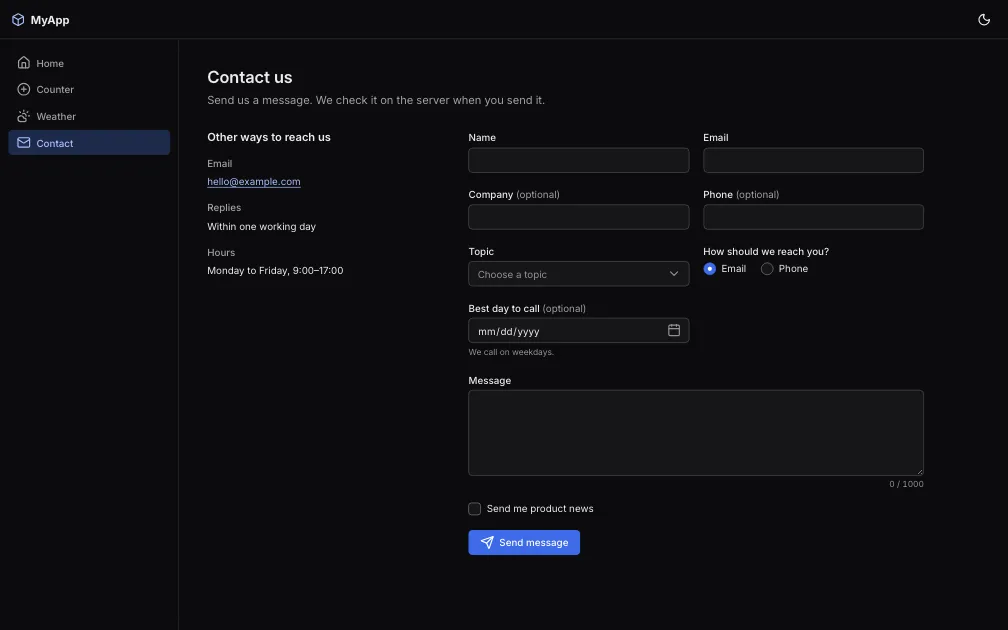 MyApp
Home
Counter
Weather
Contact
Contact us
Send us a message. We check it on the server when you send it.
Other ways to reach us
Email
hello@example.com
Replies
Within one working day
Hours
Monday to Friday, 9:00–17:00
Name
Email
Company (optional)
Phone (optional)
Topic
Choose a topic
How should we reach you?
Email
Phone
Best day to call (optional)
mm/dd/yyyy
We call on weekdays.
Message
0 / 1000
Send me product news
Send message